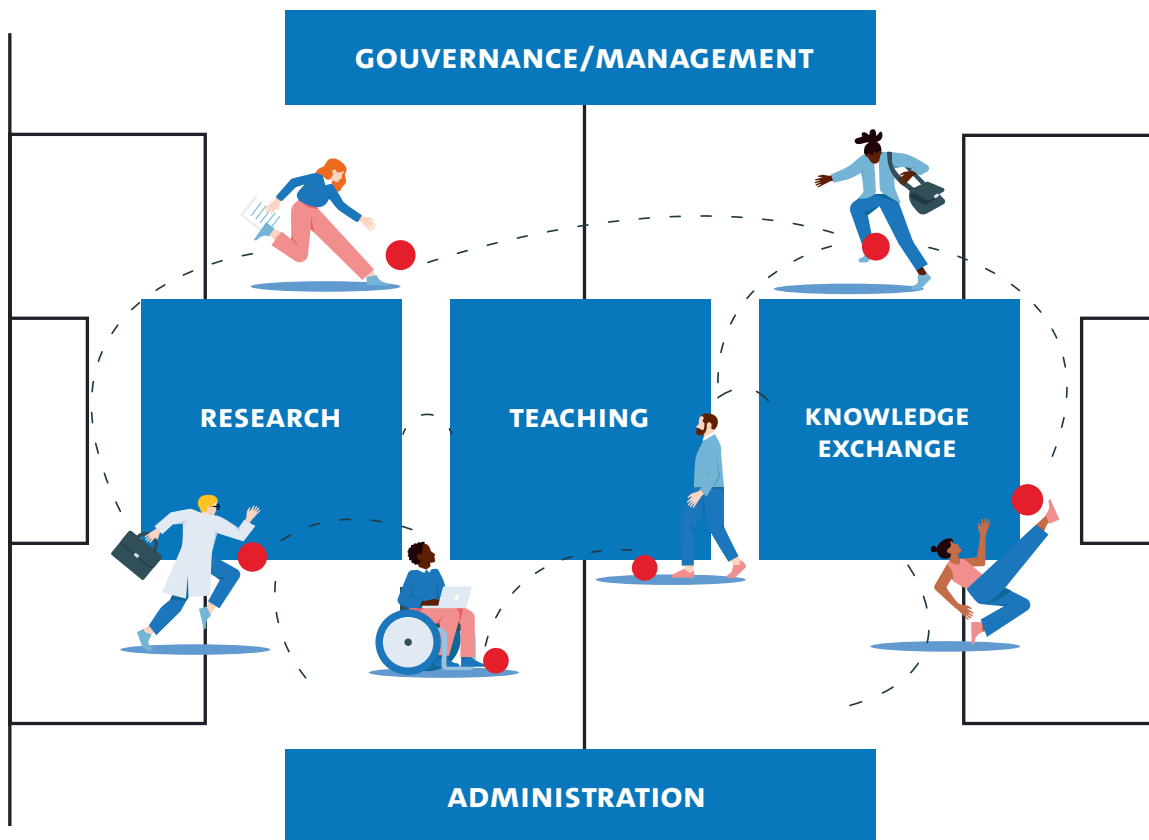 GOUVERNANCE/MANAGEMENT
RESEARCH
TEACHING
KNOWLEDGE
EXCHANGE
ADMINISTRATION